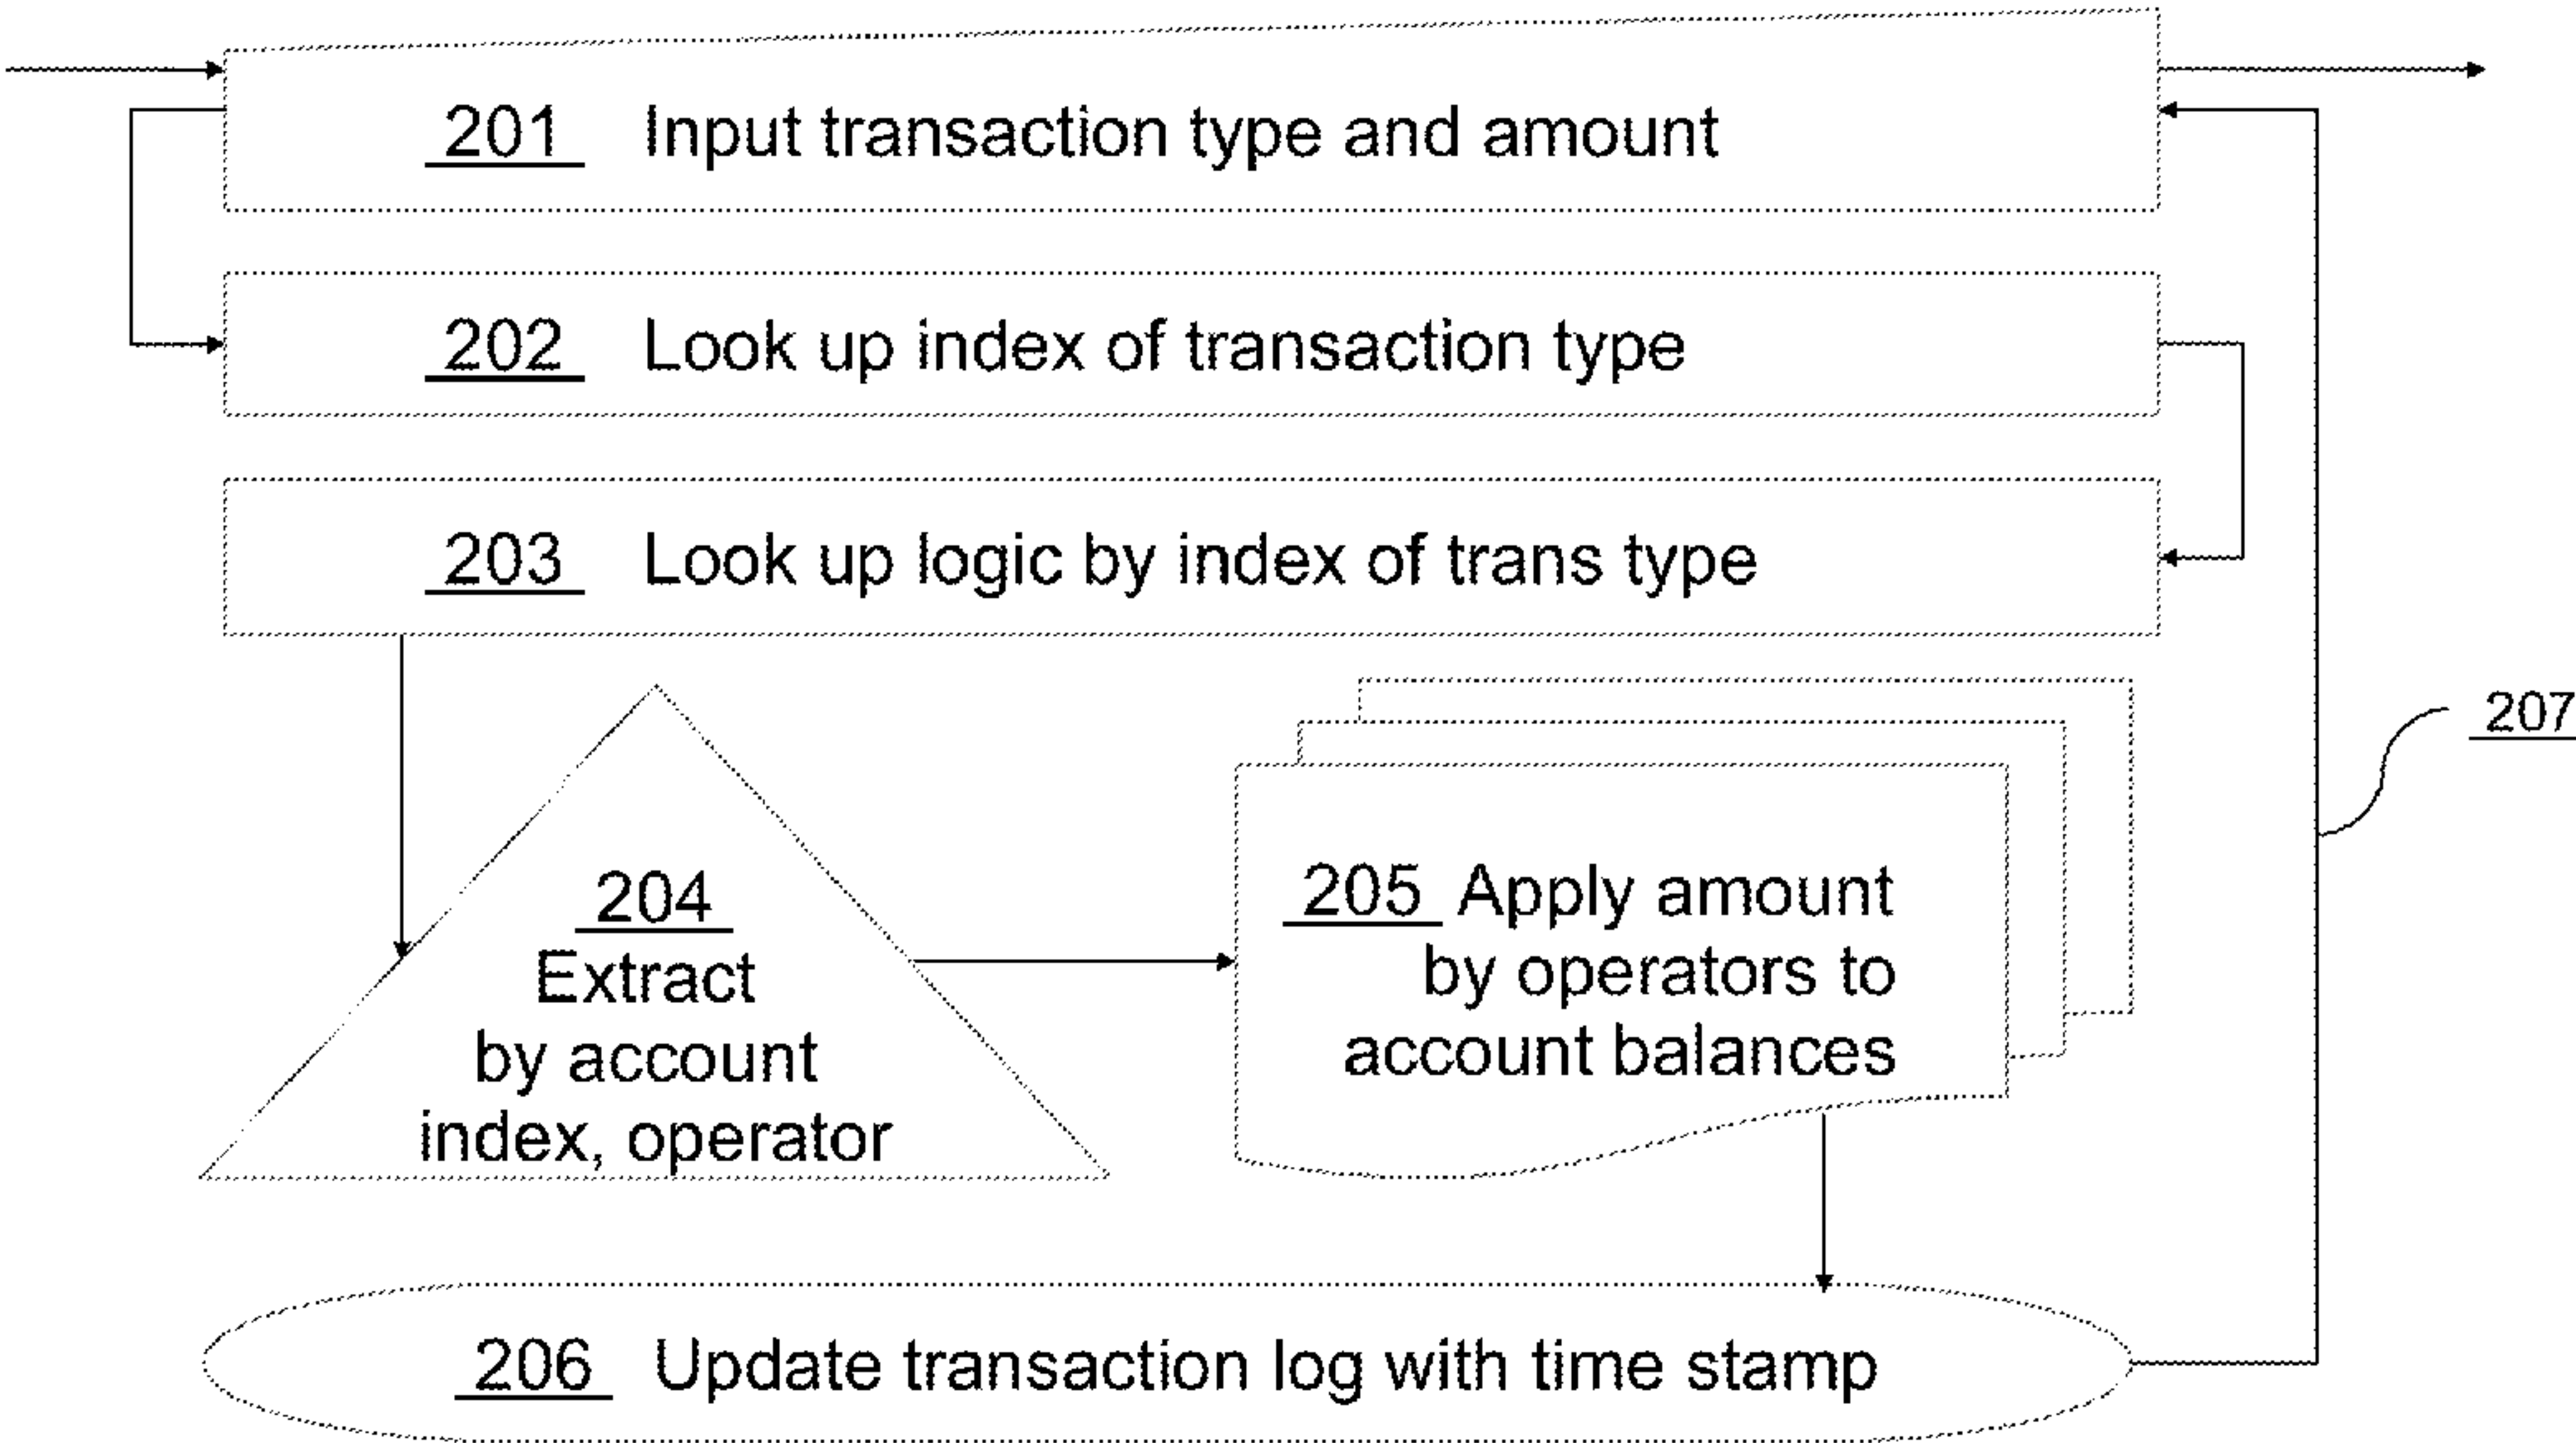 201 Input transaction type and amount
202 Look up index of transaction type
203 Look up logic by index of trans type
207
204
Extract
by account
index, operator
205 Apply amount
by operators to
account balances
206 Update transaction log with time stamp